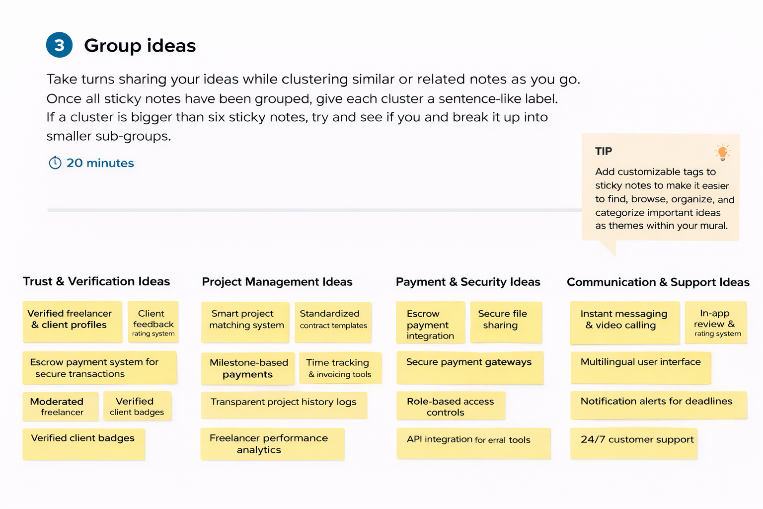 3 Group ideas
Take turns sharing your ideas while clustering similar or related notes as you go.
Once all sticky notes have been grouped, give each cluster a sentence-like label.
If a cluster is bigger than six sticky notes, try and see if you and break it up into
smaller sub-groups.
20 minutes
TIP
Add customizable tags to
sticky notes to make it easier
to find, browse, organize, and
categorize important ideas
as themes within your mural.
Trust & Verification Ideas
Verified freelancer
& client profiles
Client
feedback
rating system
Escrow payment system for
secure transactions
Moderated
freelancer
Verified
client badges
Verified client badges
Project Management Ideas
Smart project
matching system
Standardized
contract templates
Milestone-based
payments
Time tracking
& invoicing tools
Transparent project history logs
Freelancer performance
analytics
Payment & Security Ideas
Escrow
payment
integration
Secure file
sharing
Secure payment gateways
Role-based access
controls
API integration for erral tools
Communication & Support Ideas
Instant messaging
& video calling
In-app
review &
rating system
Multilingual user interface
Notification alerts for deadlines
24/7 customer support